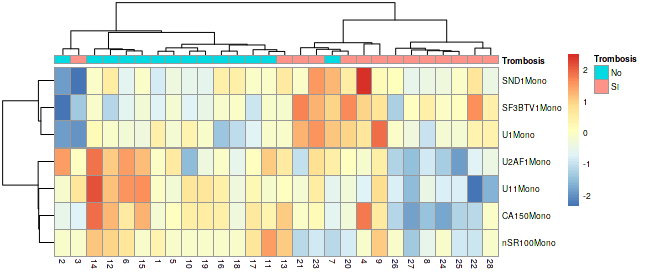 Trombosis
SND1Mono
SF3BTV1Mono
U1Mono
U2AF1Mono
U11Mono
CA150Mono
nSR100Mono
2 3 14 12 6 15 1 5 10 19 16 18 17 11 13 21 23 7 20 4 9 26 27 8 24 25 22 28
2
1
0
-1
-2
Trombosis
No
SI